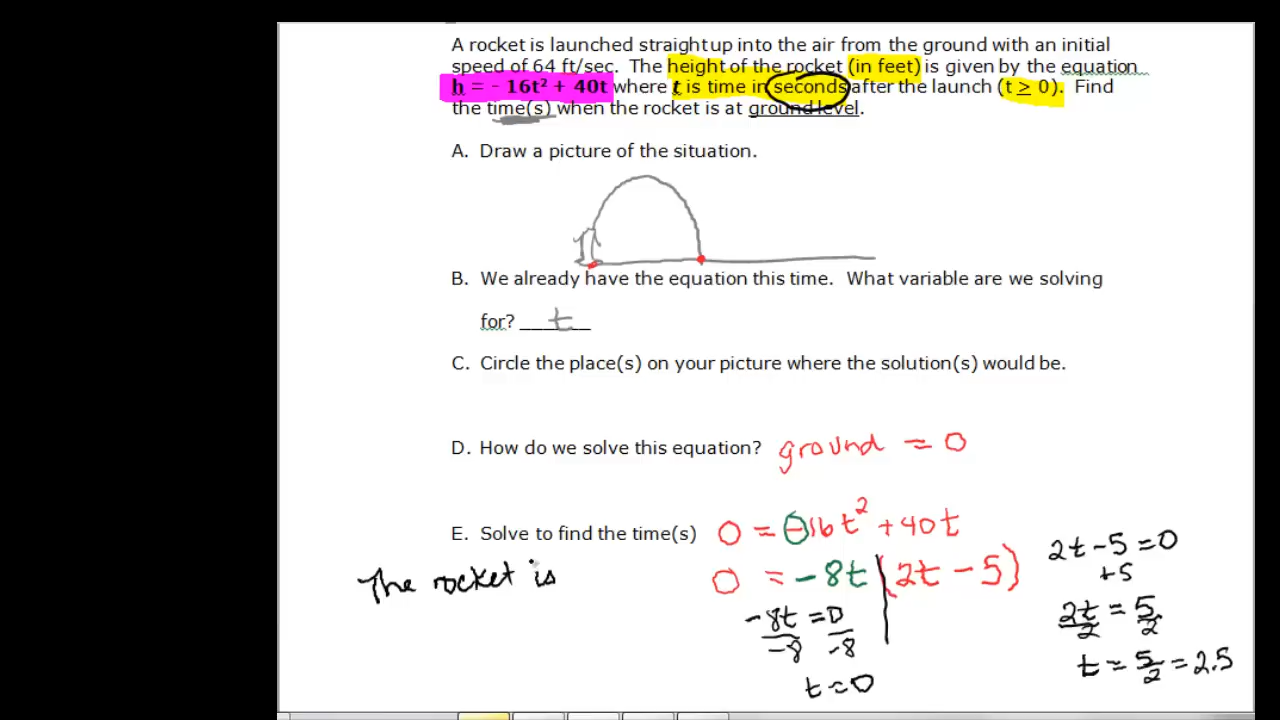 A rocket is launched straight up into the air from the ground with an initial
speed of 64 ft/sec. The height of the rocket (in feet) is given by the equation
h = - 16t² + 40t where t is time in seconds after the launch (t ≥ 0). Find
the time(s) when the rocket is at ground level.
A. Draw a picture of the situation.
B. We already have the equation this time. What variable are we solving
for? ___t___
C. Circle the place(s) on your picture where the solution(s) would be.
D. How do we solve this equation? ground = 0
E. Solve to find the time(s) 0 = -16t² + 40t
The rocket is 0 = -8t (2t - 5)
-8t = 0
-8 -8
t = 0
2t - 5 = 0
+5
2t = 5
2 2
t = 5/2 = 2.5